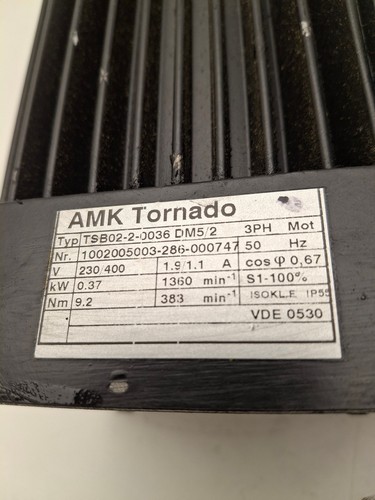 AMK Tornado
Typ TSB02-2-0036 DM5/2 3PH Mot
Nr. 1002005003-286-000747 50 Hz
V 230/400 1.9/1.1 A cos φ 0,67
kW 0.37 1360 min⁻¹ S1-100%
Nm 9.2 383 min⁻¹ ISOKL.F IP55
VDE 0530